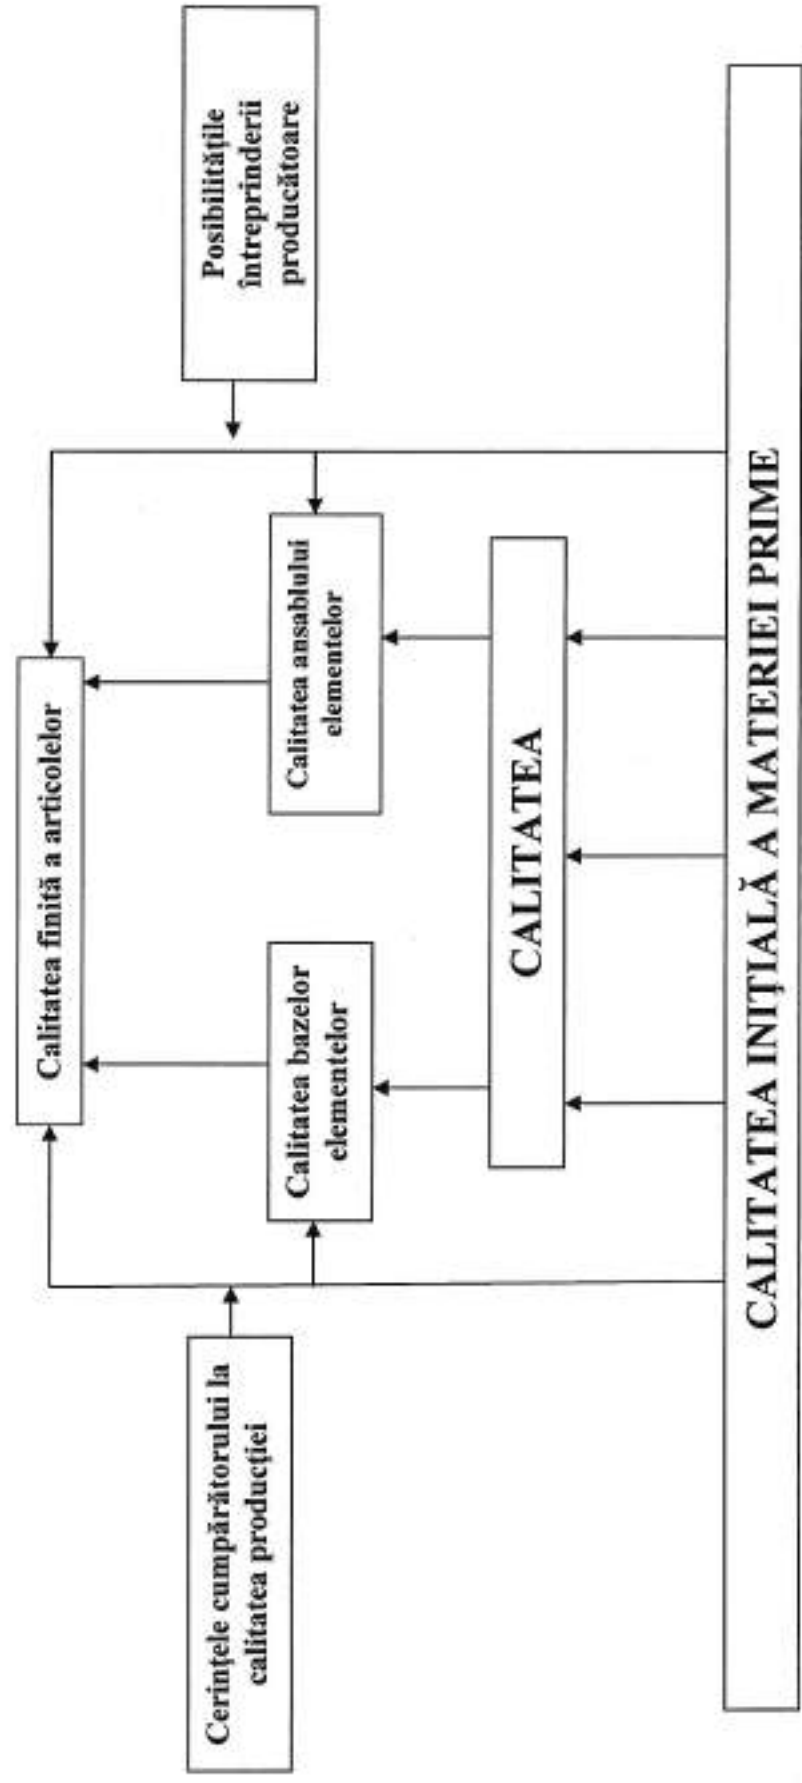 Calitatea finită a articolelor
Cerințele cumpărătorului la
calitatea producției
Posibilitățile
întreprinderii
producătoare
Calitatea bazelor
elementelor
Calitatea ansablului
elementelor
CALITATEA
CALITATEA INIȚIALĂ A MATERIEI PRIME